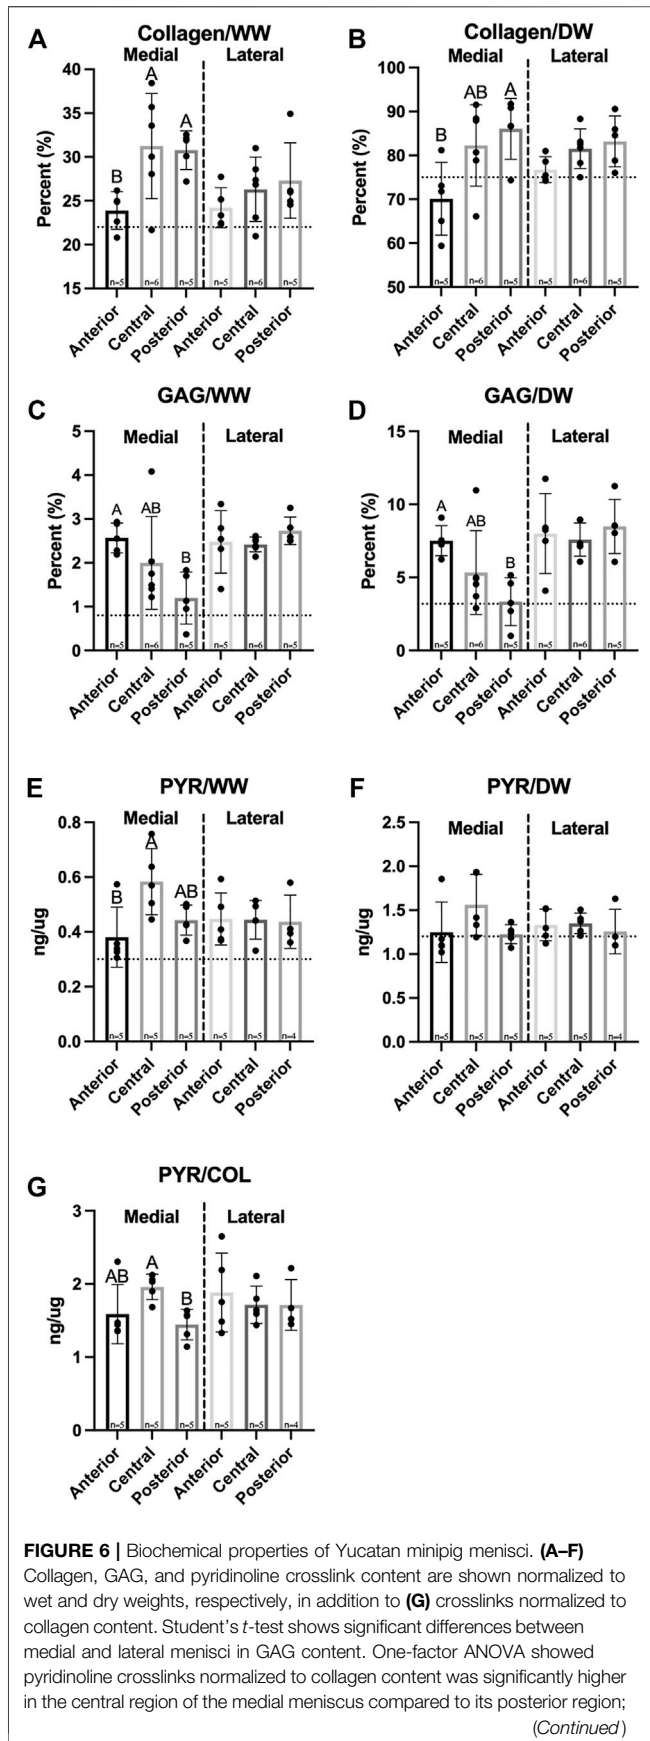 A
Collagen/WW
Medial
Lateral
Percent (%)
40
35
30
25
20
15
B
A
A
n=5
n=6
n=5
n=5
n=6
n=5
Anterior
Central
Posterior
Anterior
Central
Posterior
B
Collagen/DW
Medial
Lateral
Percent (%)
100
90
80
70
60
50
B
AB
A
n=5
n=6
n=5
n=5
n=6
n=5
Anterior
Central
Posterior
Anterior
Central
Posterior
C
GAG/WW
Medial
Lateral
Percent (%)
5
4
3
2
1
0
A
AB
B
n=5
n=6
n=5
n=5
n=6
n=5
Anterior
Central
Posterior
Anterior
Central
Posterior
D
GAG/DW
Medial
Lateral
Percent (%)
15
10
5
0
A
AB
B
n=5
n=6
n=5
n=5
n=6
n=5
Anterior
Central
Posterior
Anterior
Central
Posterior
E
PYR/WW
Medial
Lateral
ng/ug
0.8
0.6
0.4
0.2
0.0
B
A
AB
n=5
n=5
n=5
n=5
n=5
n=4
Anterior
Central
Posterior
Anterior
Central
Posterior
F
PYR/DW
Medial
Lateral
ng/ug
2.5
2.0
1.5
1.0
0.5
0.0
n=5
n=5
n=5
n=5
n=5
n=4
Anterior
Central
Posterior
Anterior
Central
Posterior
G
PYR/COL
Medial
Lateral
ng/ug
3
2
1
0
AB
A
B
n=5
n=5
n=5
n=5
n=5
n=4
Anterior
Central
Posterior
Anterior
Central
Posterior
FIGURE 6 | Biochemical properties of Yucatan minipig menisci. (A–F)
Collagen, GAG, and pyridinoline crosslink content are shown normalized to
wet and dry weights, respectively, in addition to (G) crosslinks normalized to
collagen content. Student's t-test shows significant differences between
medial and lateral menisci in GAG content. One-factor ANOVA showed
pyridinoline crosslinks normalized to collagen content was significantly higher
in the central region of the medial meniscus compared to its posterior region;
(Continued)